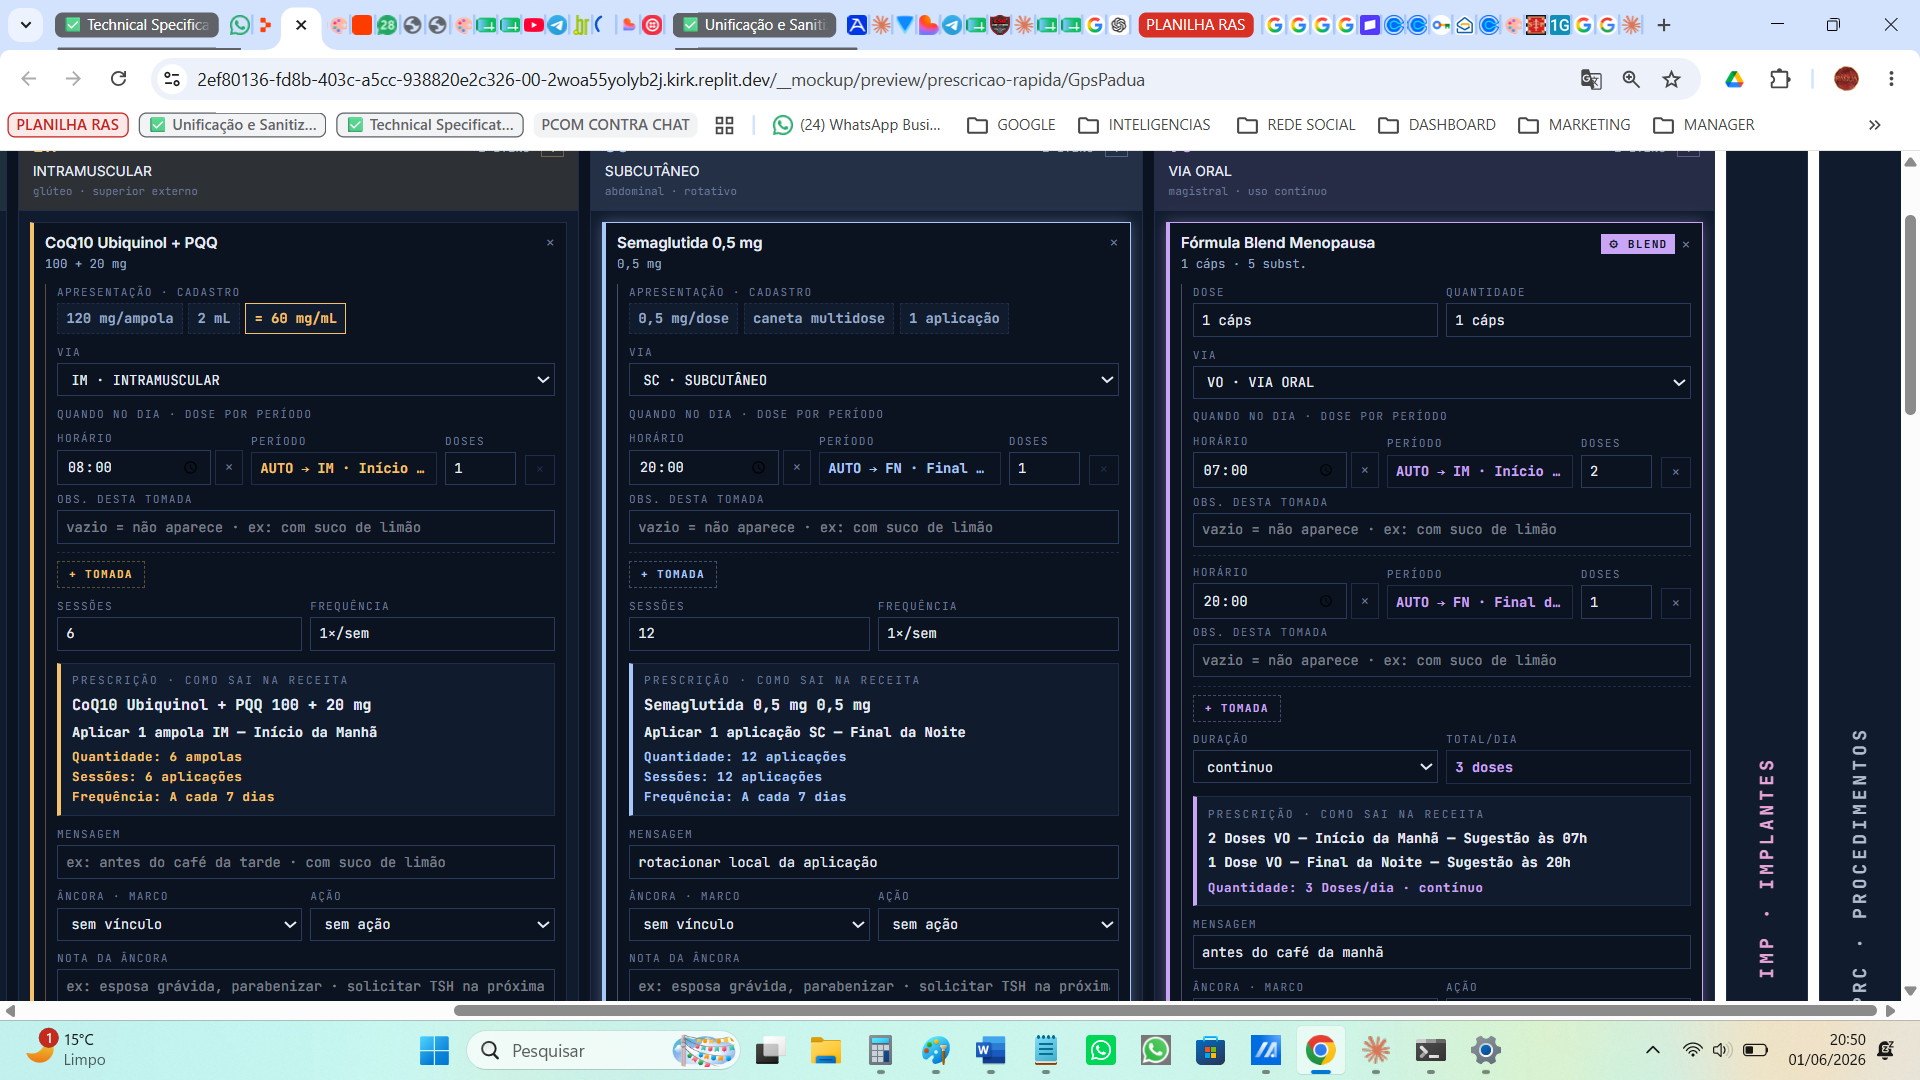 Technical Specifica
28
Unificação e Saniti
PLANILHA RAS
1G
2ef80136-fd8b-403c-a5cc-938820e2c326-00-2woa55yolyb2j.kirk.replit.dev/__mockup/preview/prescricao-rapida/GpsPadua
PLANILHA RAS
Unificação e Sanitiz...
Technical Specificat...
PCOM CONTRA CHAT
(24) WhatsApp Busi...
GOOGLE
INTELIGENCIAS
REDE SOCIAL
DASHBOARD
MARKETING
MANAGER
»
INTRAMUSCULAR
glúteo · superior externo
CoQ10 Ubiquinol + PQQ
×
100 + 20 mg
APRESENTAÇÃO · CADASTRO
120 mg/ampola 2 mL = 60 mg/mL
VIA
IM · INTRAMUSCULAR
QUANDO NO DIA · DOSE POR PERÍODO
HORÁRIO PERÍODO DOSES
08:00 × AUTO → IM · Início … 1 ×
OBS. DESTA TOMADA
vazio = não aparece · ex: com suco de limão
+ TOMADA
SESSÕES FREQUÊNCIA
6 1×/sem
PRESCRIÇÃO · COMO SAI NA RECEITA
CoQ10 Ubiquinol + PQQ 100 + 20 mg
Aplicar 1 ampola IM — Início da Manhã
Quantidade: 6 ampolas
Sessões: 6 aplicações
Frequência: A cada 7 dias
MENSAGEM
ex: antes do café da tarde · com suco de limão
ÂNCORA · MARCO AÇÃO
sem vínculo sem ação
NOTA DA ÂNCORA
ex: esposa grávida, parabenizar · solicitar TSH na próxima
SUBCUTÂNEO
abdominal · rotativo
Semaglutida 0,5 mg
×
0,5 mg
APRESENTAÇÃO · CADASTRO
0,5 mg/dose caneta multidose 1 aplicação
VIA
SC · SUBCUTÂNEO
QUANDO NO DIA · DOSE POR PERÍODO
HORÁRIO PERÍODO DOSES
20:00 × AUTO → FN · Final … 1 ×
OBS. DESTA TOMADA
vazio = não aparece · ex: com suco de limão
+ TOMADA
SESSÕES FREQUÊNCIA
12 1×/sem
PRESCRIÇÃO · COMO SAI NA RECEITA
Semaglutida 0,5 mg 0,5 mg
Aplicar 1 aplicação SC — Final da Noite
Quantidade: 12 aplicações
Sessões: 12 aplicações
Frequência: A cada 7 dias
MENSAGEM
rotacionar local da aplicação
ÂNCORA · MARCO AÇÃO
sem vínculo sem ação
NOTA DA ÂNCORA
ex: esposa grávida, parabenizar · solicitar TSH na próxim
VIA ORAL
magistral · uso contínuo
Fórmula Blend Menopausa
⚙ BLEND ×
1 cáps · 5 subst.
DOSE QUANTIDADE
1 cáps 1 cáps
VIA
VO · VIA ORAL
QUANDO NO DIA · DOSE POR PERÍODO
HORÁRIO PERÍODO DOSES
07:00 × AUTO → IM · Início … 2 ×
OBS. DESTA TOMADA
vazio = não aparece · ex: com suco de limão
HORÁRIO PERÍODO DOSES
20:00 × AUTO → FN · Final d… 1 ×
OBS. DESTA TOMADA
vazio = não aparece · ex: com suco de limão
+ TOMADA
DURAÇÃO TOTAL/DIA
continuo 3 doses
PRESCRIÇÃO · COMO SAI NA RECEITA
2 Doses VO — Início da Manhã — Sugestão às 07h
1 Dose VO — Final da Noite — Sugestão às 20h
Quantidade: 3 Doses/dia · contínuo
MENSAGEM
antes do café da manhã
ÂNCORA · MARCO AÇÃO
IMP · IMPLANTES
PRC · PROCEDIMENTOS
1
15°C
Limpo
Pesquisar
20:50
01/06/2026